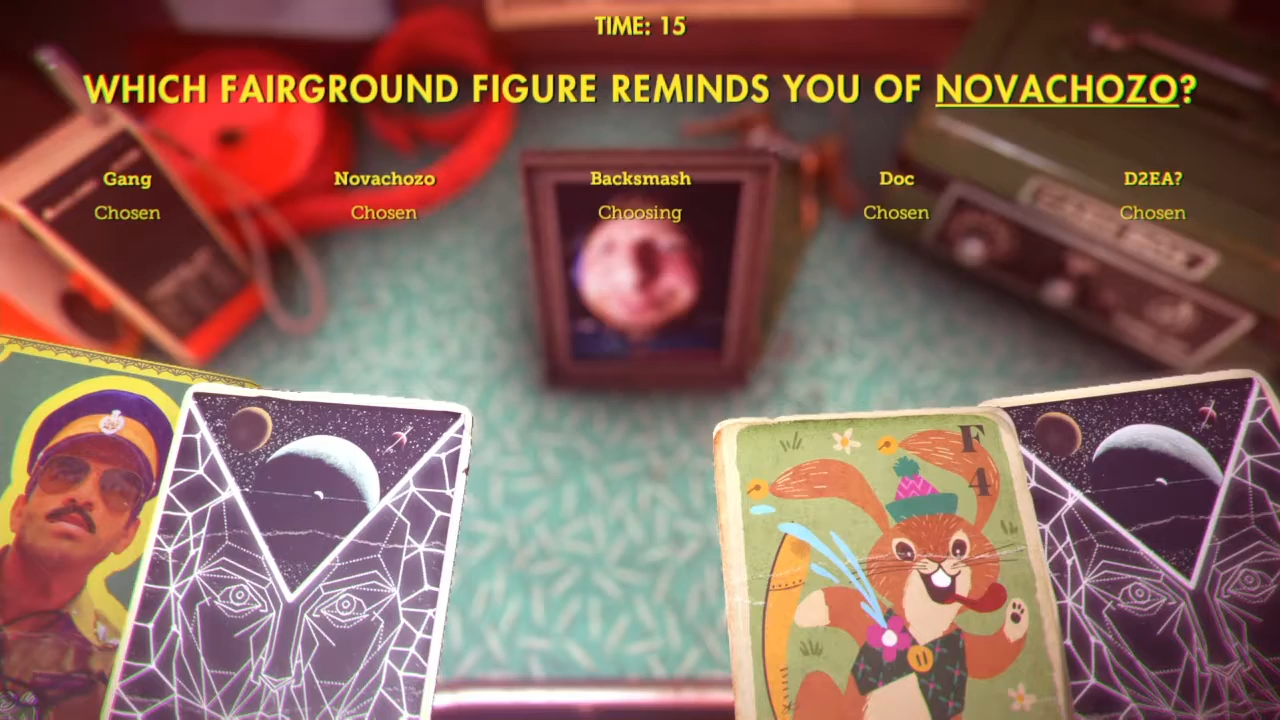 TIME: 15
WHICH FAIRGROUND FIGURE REMINDS YOU OF NOVACHOZO?
Gang
Novachozo
Backsmash
Doc
D2EA?
Chosen
Chosen
Choosing
Chosen
Chosen
F
4